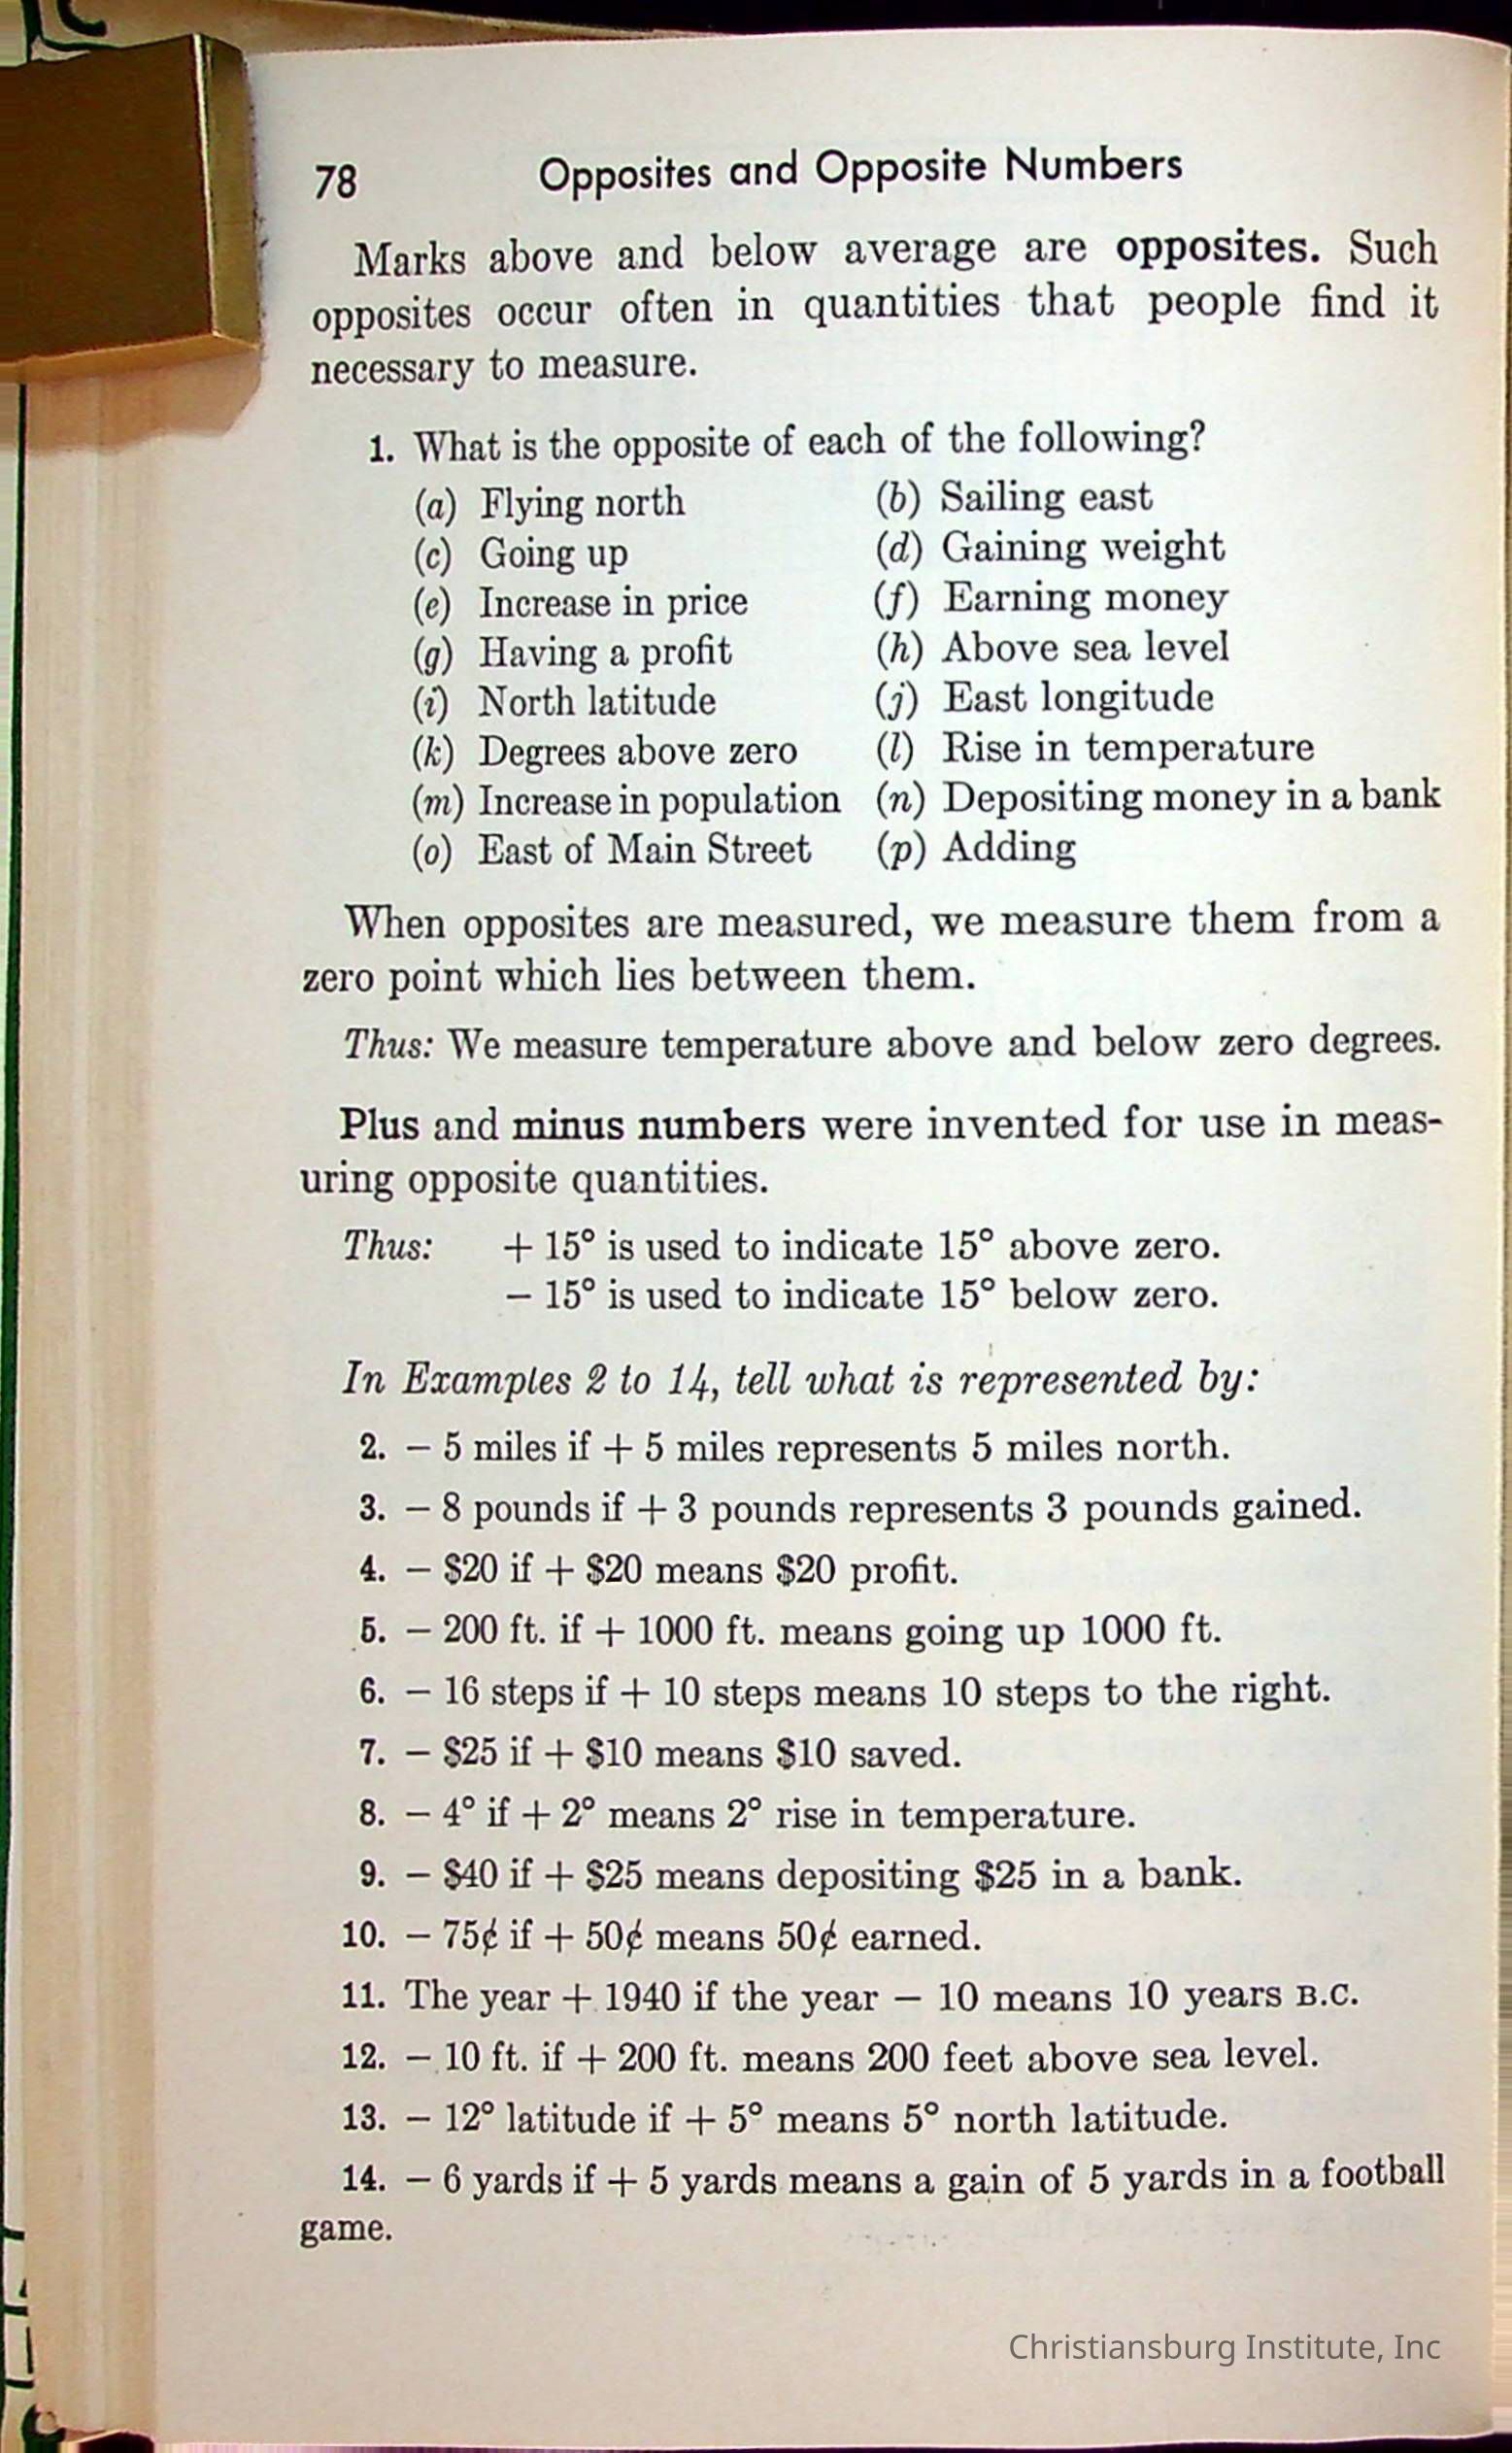 78 Opposites and Opposite Numbers
Marks above and below average are opposites. Such
opposites occur often in quantities that people find it
necessary to measure.
1. What is the opposite of each of the following?
(a) Flying north (b) Sailing east
(c) Going up (d) Gaining weight
(e) Increase in price (f) Earning money
(g) Having a profit (h) Above sea level
(i) North latitude (j) East longitude
(k) Degrees above zero (l) Rise in temperature
(m) Increase in population (n) Depositing money in a bank
(o) East of Main Street (p) Adding
When opposites are measured, we measure them from a
zero point which lies between them.
Thus: We measure temperature above and below zero degrees.
Plus and minus numbers were invented for use in meas-
uring opposite quantities.
Thus: + 15° is used to indicate 15° above zero.
− 15° is used to indicate 15° below zero.
In Examples 2 to 14, tell what is represented by:
2. − 5 miles if + 5 miles represents 5 miles north.
3. − 8 pounds if + 3 pounds represents 3 pounds gained.
4. − $20 if + $20 means $20 profit.
5. − 200 ft. if + 1000 ft. means going up 1000 ft.
6. − 16 steps if + 10 steps means 10 steps to the right.
7. − $25 if + $10 means $10 saved.
8. − 4° if + 2° means 2° rise in temperature.
9. − $40 if + $25 means depositing $25 in a bank.
10. − 75¢ if + 50¢ means 50¢ earned.
11. The year + 1940 if the year − 10 means 10 years B.C.
12. − 10 ft. if + 200 ft. means 200 feet above sea level.
13. − 12° latitude if + 5° means 5° north latitude.
14. − 6 yards if + 5 yards means a gain of 5 yards in a football
game.
Christiansburg Institute, Inc